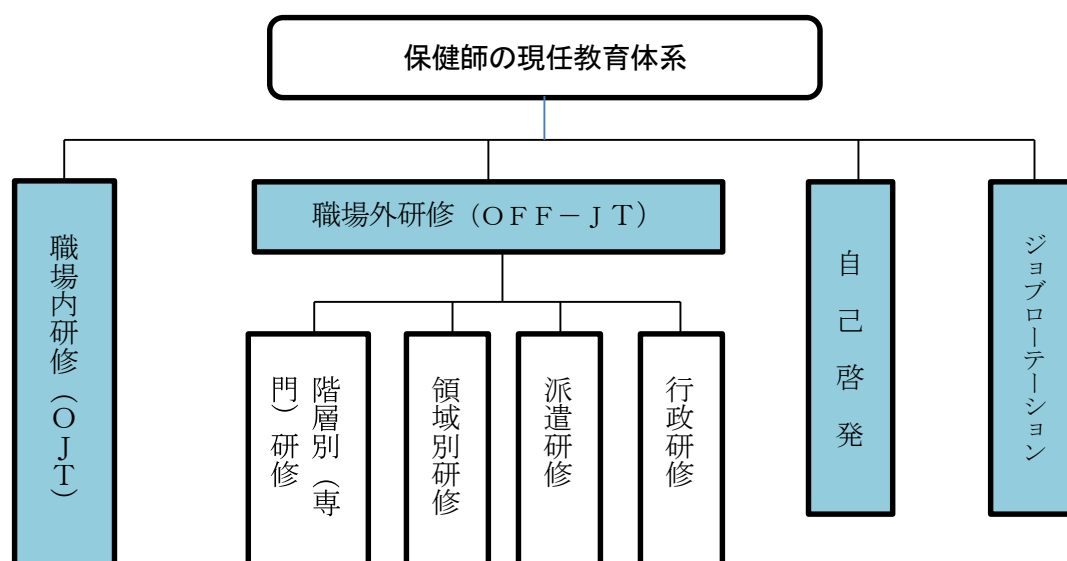 保健師の現任教育体系
職場内研修（ＯＪＴ）
職場外研修（ＯＦＦ－ＪＴ）
階層別（専
門）研修
領域別研修
派遣研修
行政研修
自己啓発
ジョブローテーション